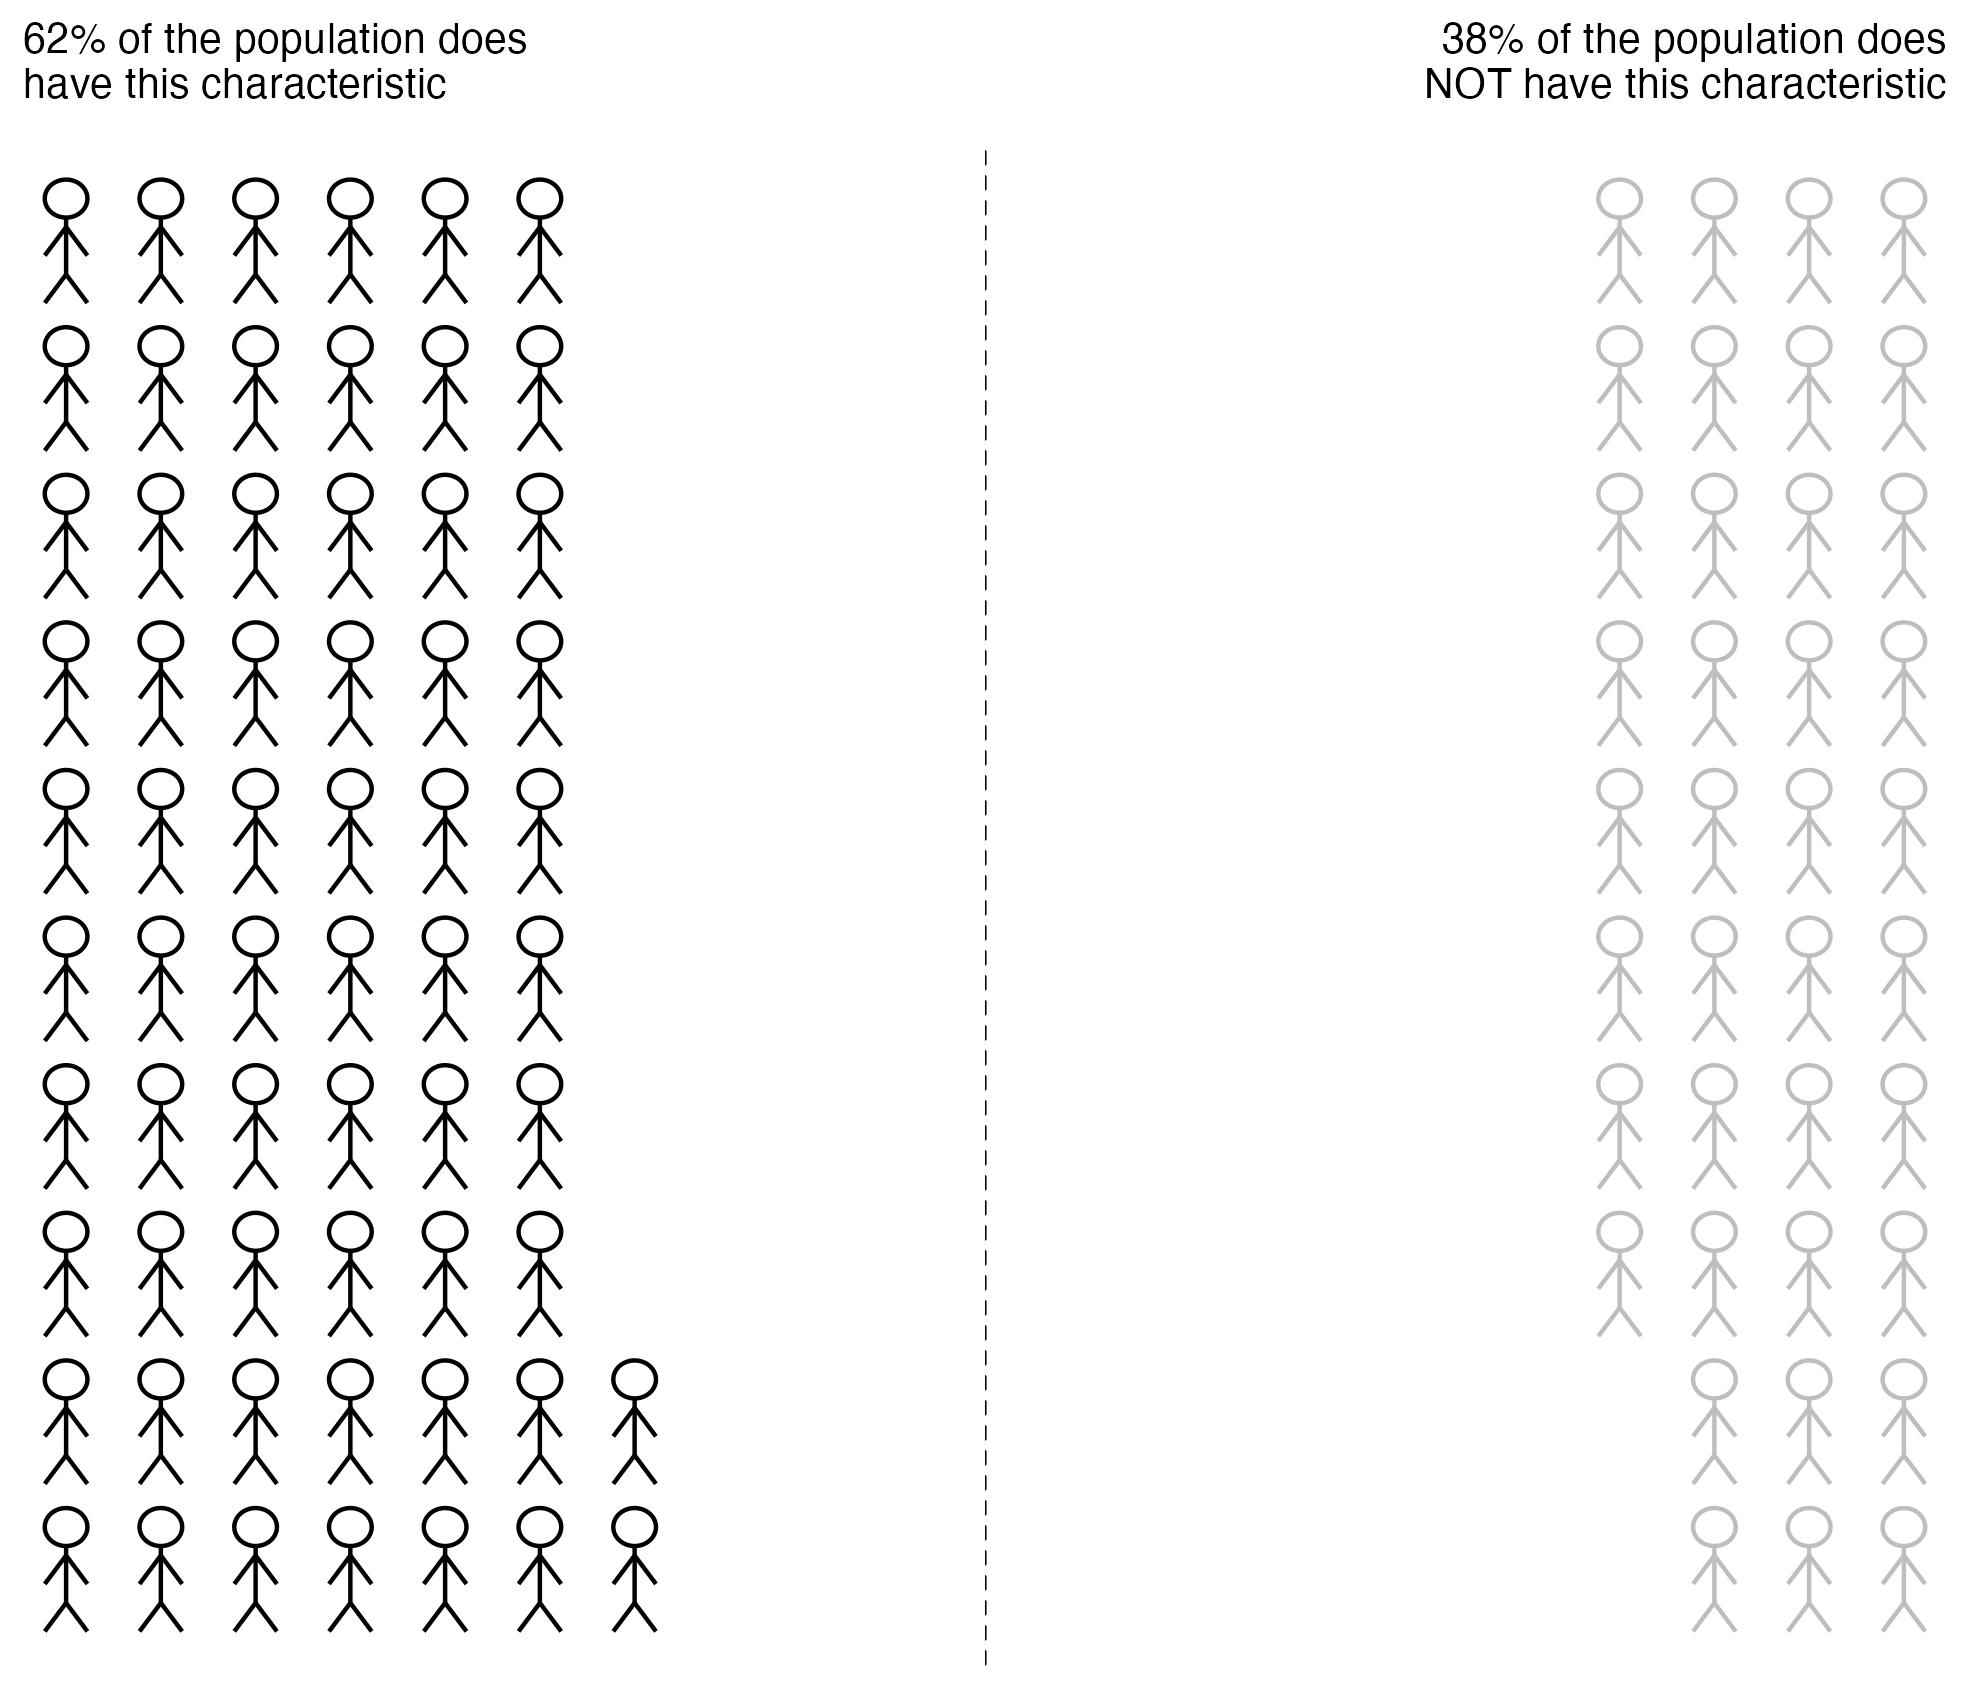 62% of the population does
have this characteristic
38% of the population does
NOT have this characteristic